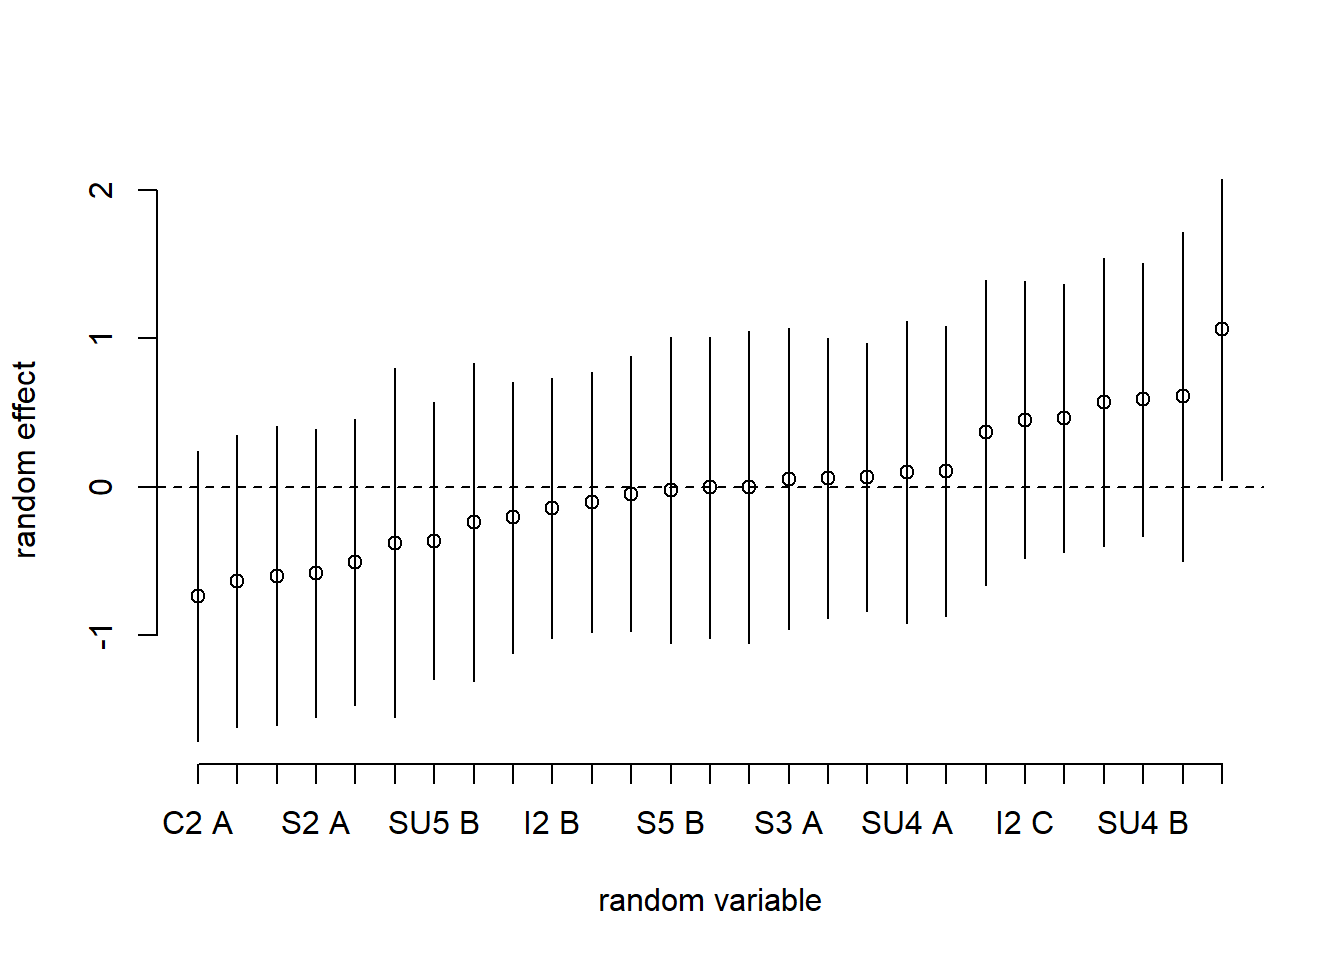 2
1
0
-1
random effect
C2 A S2 A SU5 B I2 B S5 B S3 A SU4 A I2 C SU4 B
random variable